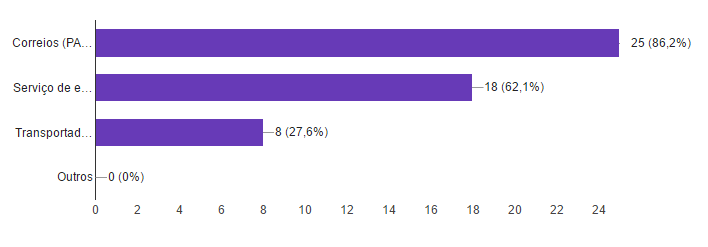 Correios (PA... 25 (86,2%)
Serviço de e... 18 (62,1%)
Transportad... 8 (27,6%)
Outros 0 (0%)
0 2 4 6 8 10 12 14 16 18 20 22 24